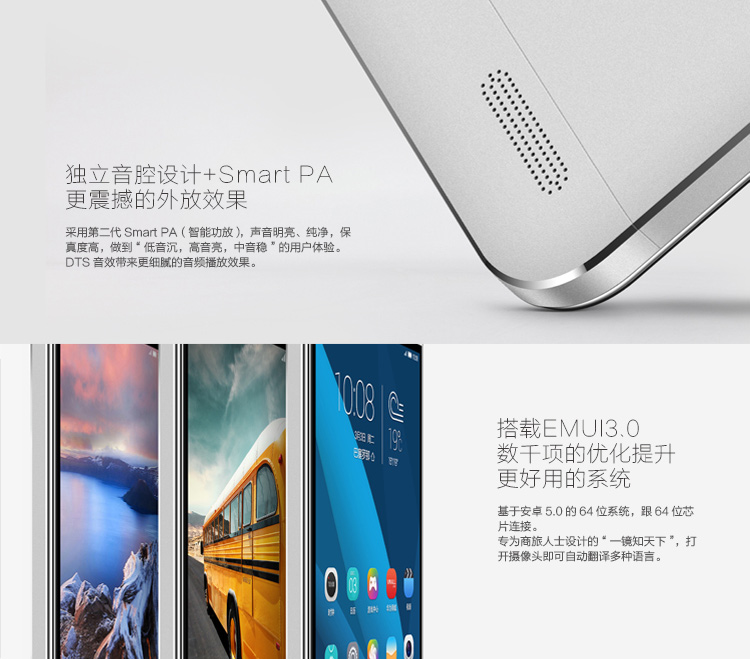 独立音腔设计+Smart PA
更震撼的外放效果
采用第二代 Smart PA（智能功放），声音明亮、纯净，保
真度高，做到“低音沉，高音亮，中音稳”的用户体验。
DTS 音效带来更细腻的音频播放效果。
10:08
19°
搭载EMUI3.0
数千项的优化提升
更好用的系统
基于安卓 5.0 的 64 位系统，跟 64 位芯
片连接。
专为商旅人士设计的“一镜知天下”，打
开摄像头即可自动翻译多种语言。